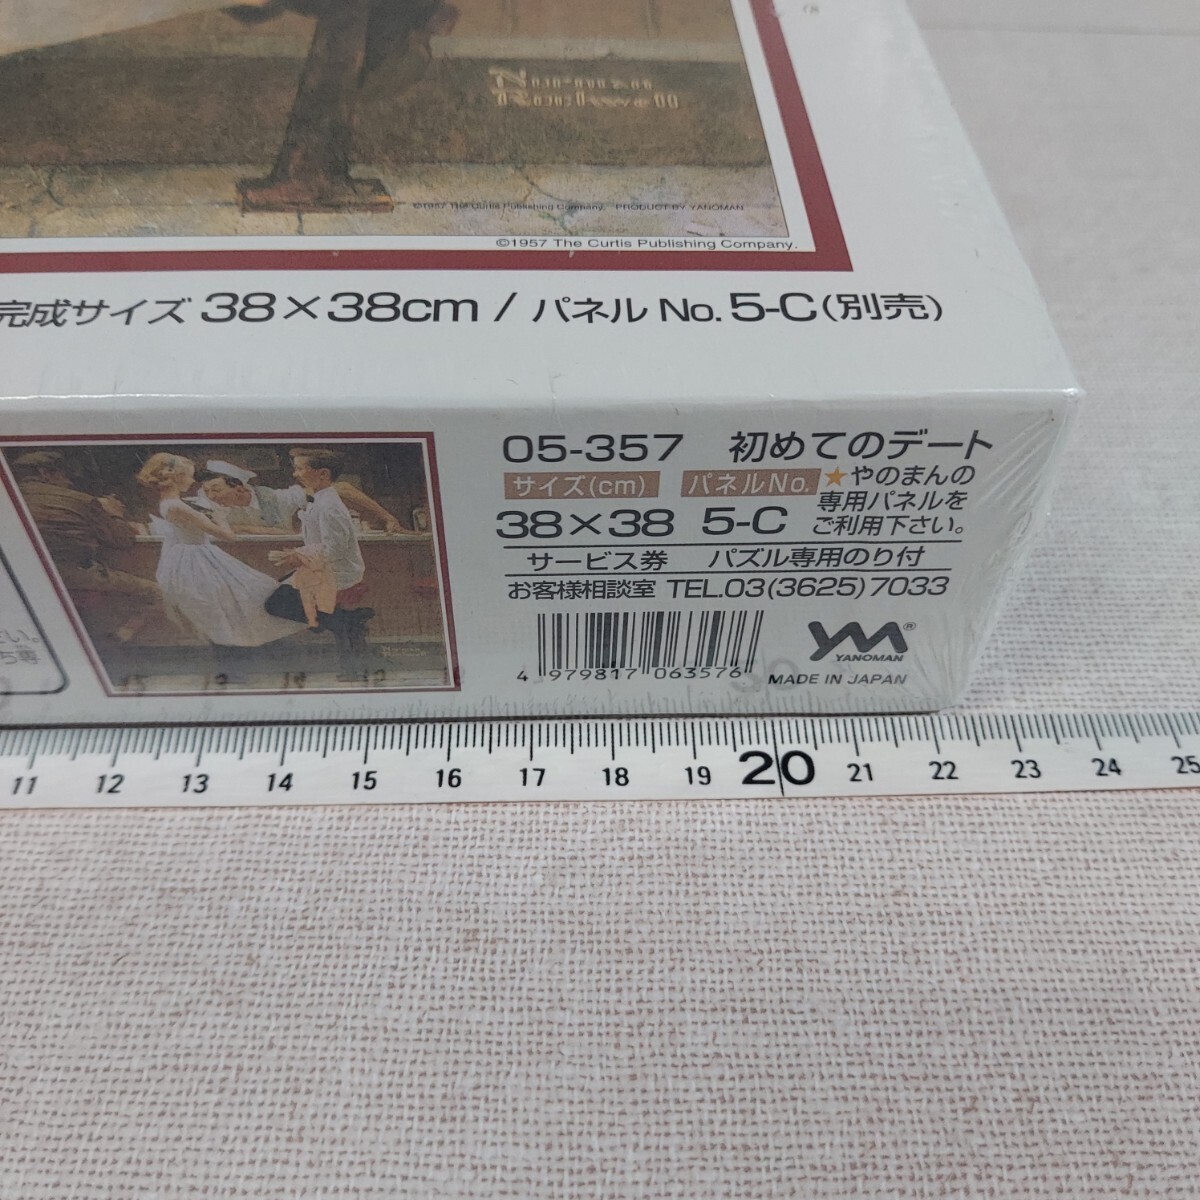 Norman
Rockwell
©1957 The Curtis Publishing Company. PRODUCT BY YANOMAN
©1957 The Curtis Publishing Company.
完成サイズ 38×38cm / パネル No. 5-C(別売)
05-357 初めてのデート
サイズ(cm) パネルNo. ★やのまんの
専用パネルを
38×38 5-C ご利用下さい。
サービス券 パズル専用のり付
お客様相談室 TEL.03(3625)7033
4 979817 063576
YM®
YANOMAN
MADE IN JAPAN
11 12 13 14 15 16 17 18 19 20 21 22 23 24 25